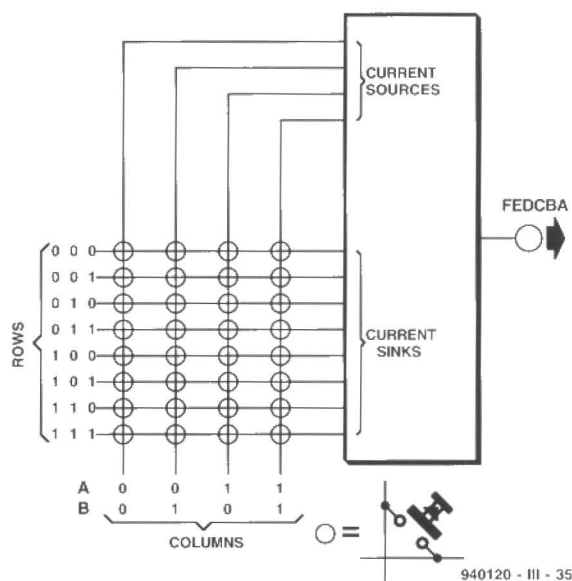 CURRENT
SOURCES
FEDCBA
ROWS
0 0 0
0 0 1
0 1 0
0 1 1
1 0 0
1 0 1
1 1 0
1 1 1
CURRENT
SINKS
A 0 0 1 1
B 0 1 0 1
COLUMNS
=
940120 - III - 35